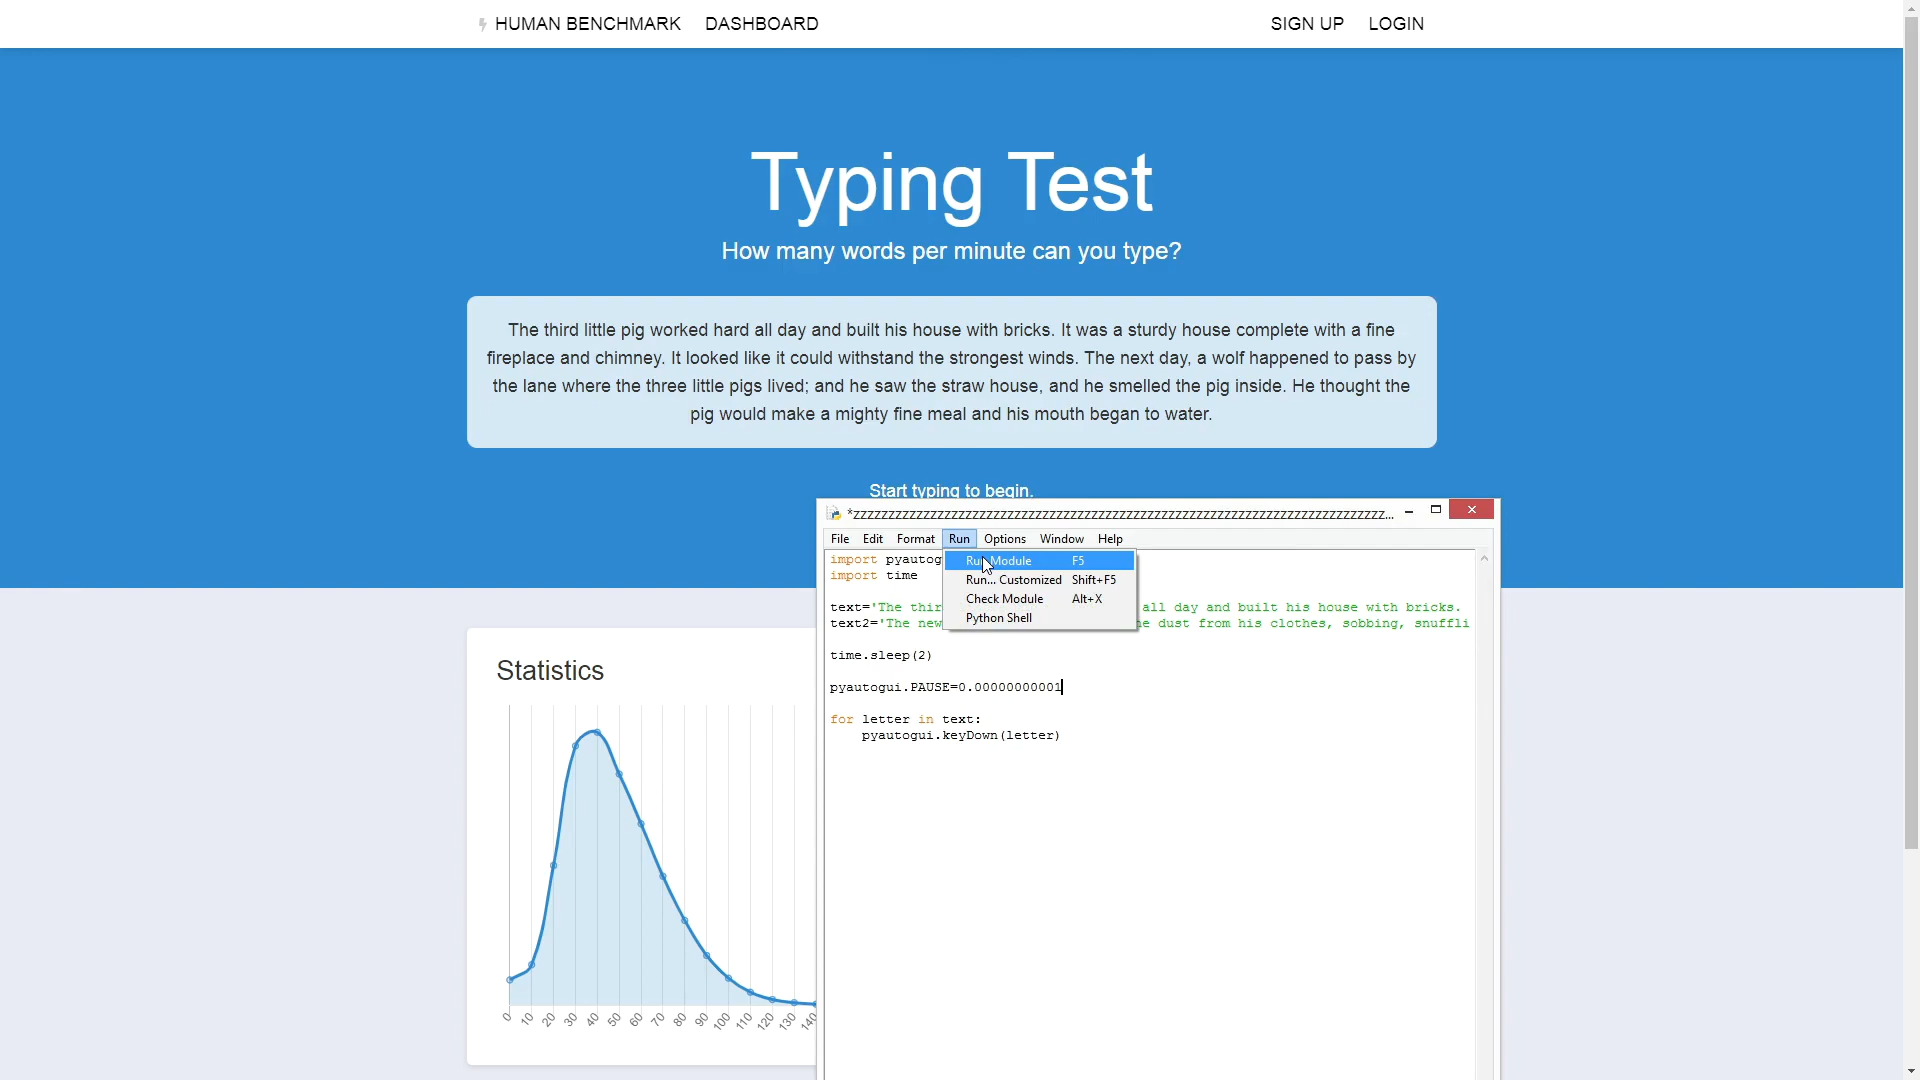 HUMAN BENCHMARK DASHBOARD SIGN UP LOGIN
Typing Test
How many words per minute can you type?
The third little pig worked hard all day and built his house with bricks. It was a sturdy house complete with a fine
fireplace and chimney. It looked like it could withstand the strongest winds. The next day, a wolf happened to pass by
the lane where the three little pigs lived; and he saw the straw house, and he smelled the pig inside. He thought the
pig would make a mighty fine meal and his mouth began to water.
Start typing to begin.
File Edit Format Run Options Window Help
Run Module F5
Run... Customized Shift+F5
Check Module Alt+X
Python Shell
import pyautog
import time
text='The thir all day and built his house with bricks.
text2='The new e dust from his clothes, sobbing, snuffli
time.sleep(2)
pyautogui.PAUSE=0.00000000001
for letter in text:
pyautogui.keyDown(letter)
Statistics
0 10 20 30 40 50 60 70 80 90 100 110 120 130 140